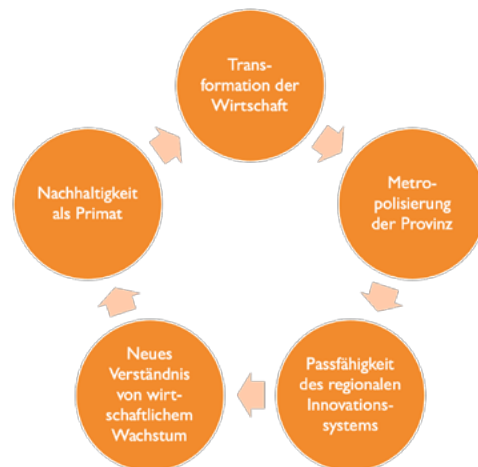 Trans-
formation der
Wirtschaft
Metro-
polisierung
der Provinz
Passfähigkeit
des regionalen
Innovations-
systems
Neues
Verständnis
von wirt-
schaftlichem
Wachstum
Nachhaltigkeit
als Primat